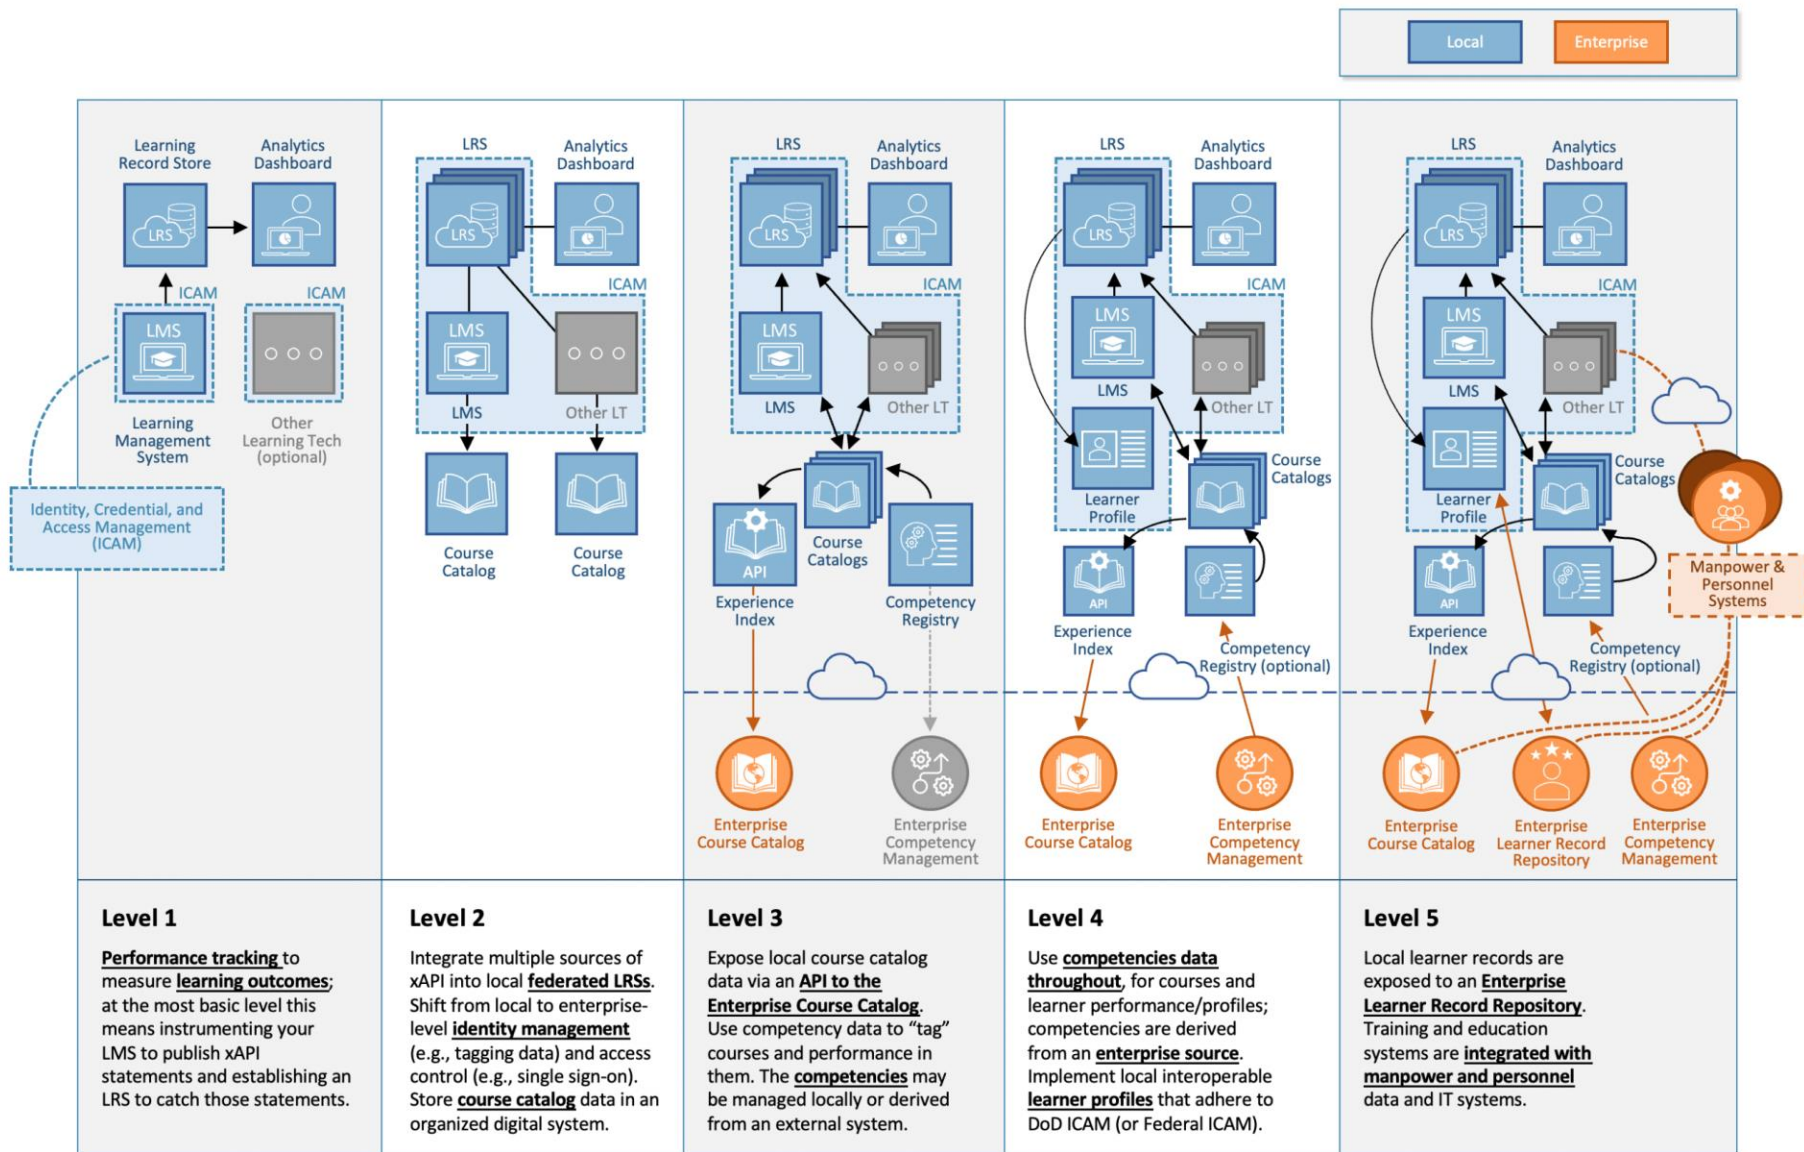 Local
Enterprise
Learning
Record Store
Analytics
Dashboard
LRS
ICAM
ICAM
LMS
Learning
Management
System
Other
Learning Tech
(optional)
Identity, Credential, and
Access Management
(ICAM)
LRS
Analytics
Dashboard
LRS
ICAM
LMS
LMS
Other LT
Course
Catalog
Course
Catalog
LRS
Analytics
Dashboard
LRS
ICAM
LMS
LMS
Other LT
API
Course
Catalogs
Experience
Index
Competency
Registry
Enterprise
Course Catalog
Enterprise
Competency
Management
LRS
Analytics
Dashboard
LRS
ICAM
LMS
LMS
Other LT
Course
Catalogs
Learner
Profile
API
Experience
Index
Competency
Registry (optional)
Enterprise
Course Catalog
Enterprise
Competency
Management
LRS
Analytics
Dashboard
LRS
ICAM
LMS
LMS
Other LT
Course
Catalogs
Learner
Profile
Manpower &
Personnel
Systems
API
Experience
Index
Competency
Registry (optional)
Enterprise
Course Catalog
Enterprise
Learner Record
Repository
Enterprise
Competency
Management
Level 1
Performance tracking to
measure learning outcomes;
at the most basic level this
means instrumenting your
LMS to publish xAPI
statements and establishing an
LRS to catch those statements.
Level 2
Integrate multiple sources of
xAPI into local federated LRSs.
Shift from local to enterprise-
level identity management
(e.g., tagging data) and access
control (e.g., single sign-on).
Store course catalog data in an
organized digital system.
Level 3
Expose local course catalog
data via an API to the
Enterprise Course Catalog.
Use competency data to “tag”
courses and performance in
them. The competencies may
be managed locally or derived
from an external system.
Level 4
Use competencies data
throughout, for courses and
learner performance/profiles;
competencies are derived
from an enterprise source.
Implement local interoperable
learner profiles that adhere to
DoD ICAM (or Federal ICAM).
Level 5
Local learner records are
exposed to an Enterprise
Learner Record Repository.
Training and education
systems are integrated with
manpower and personnel
data and IT systems.